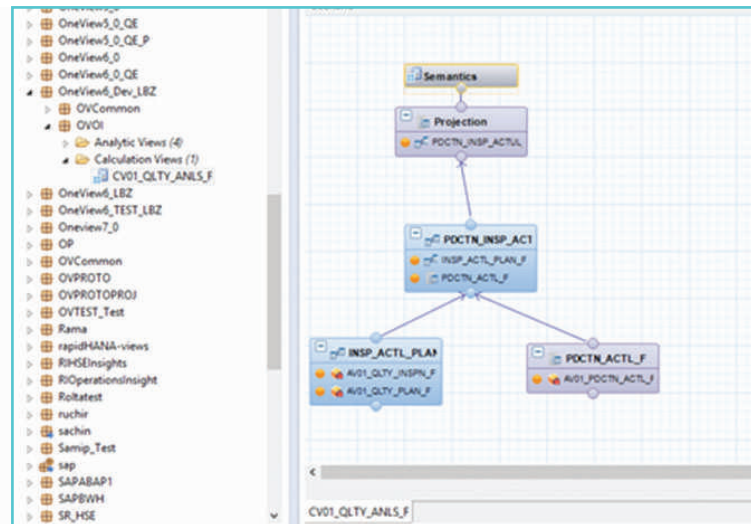 OneView5_0_QE
OneView5_0_QE_P
OneView6_0
OneView6_0_QE
OneView6_Dev_LBZ
OVCommon
OVOI
Analytic Views (4)
Calculation Views (1)
CV01_QLTY_ANLS_F
OneView6_LBZ
OneView6_TEST_LBZ
Oneview7_0
OP
OVCommon
OVPROTO
OVPROTOPROJ
OVTEST_Test
Rama
rapidHANA-views
RIHSEInsights
RIOperationsInsight
Roltatest
ruchir
sachin
Samip_Test
sap
SAPABAP1
SAPBWH
SR_HSE
Semantics
Projection
PDCTN_INSP_ACTUL_
PDCTN_INSP_ACT
INSP_ACTL_PLAN_F
PDCTN_ACTL_F
INSP_ACTL_PLAN
AV01_QLTY_INSPN_F
AV01_QLTY_PLAN_F
PDCTN_ACTL_F
AV01_PDCTN_ACTL_F
CV01_QLTY_ANLS_F